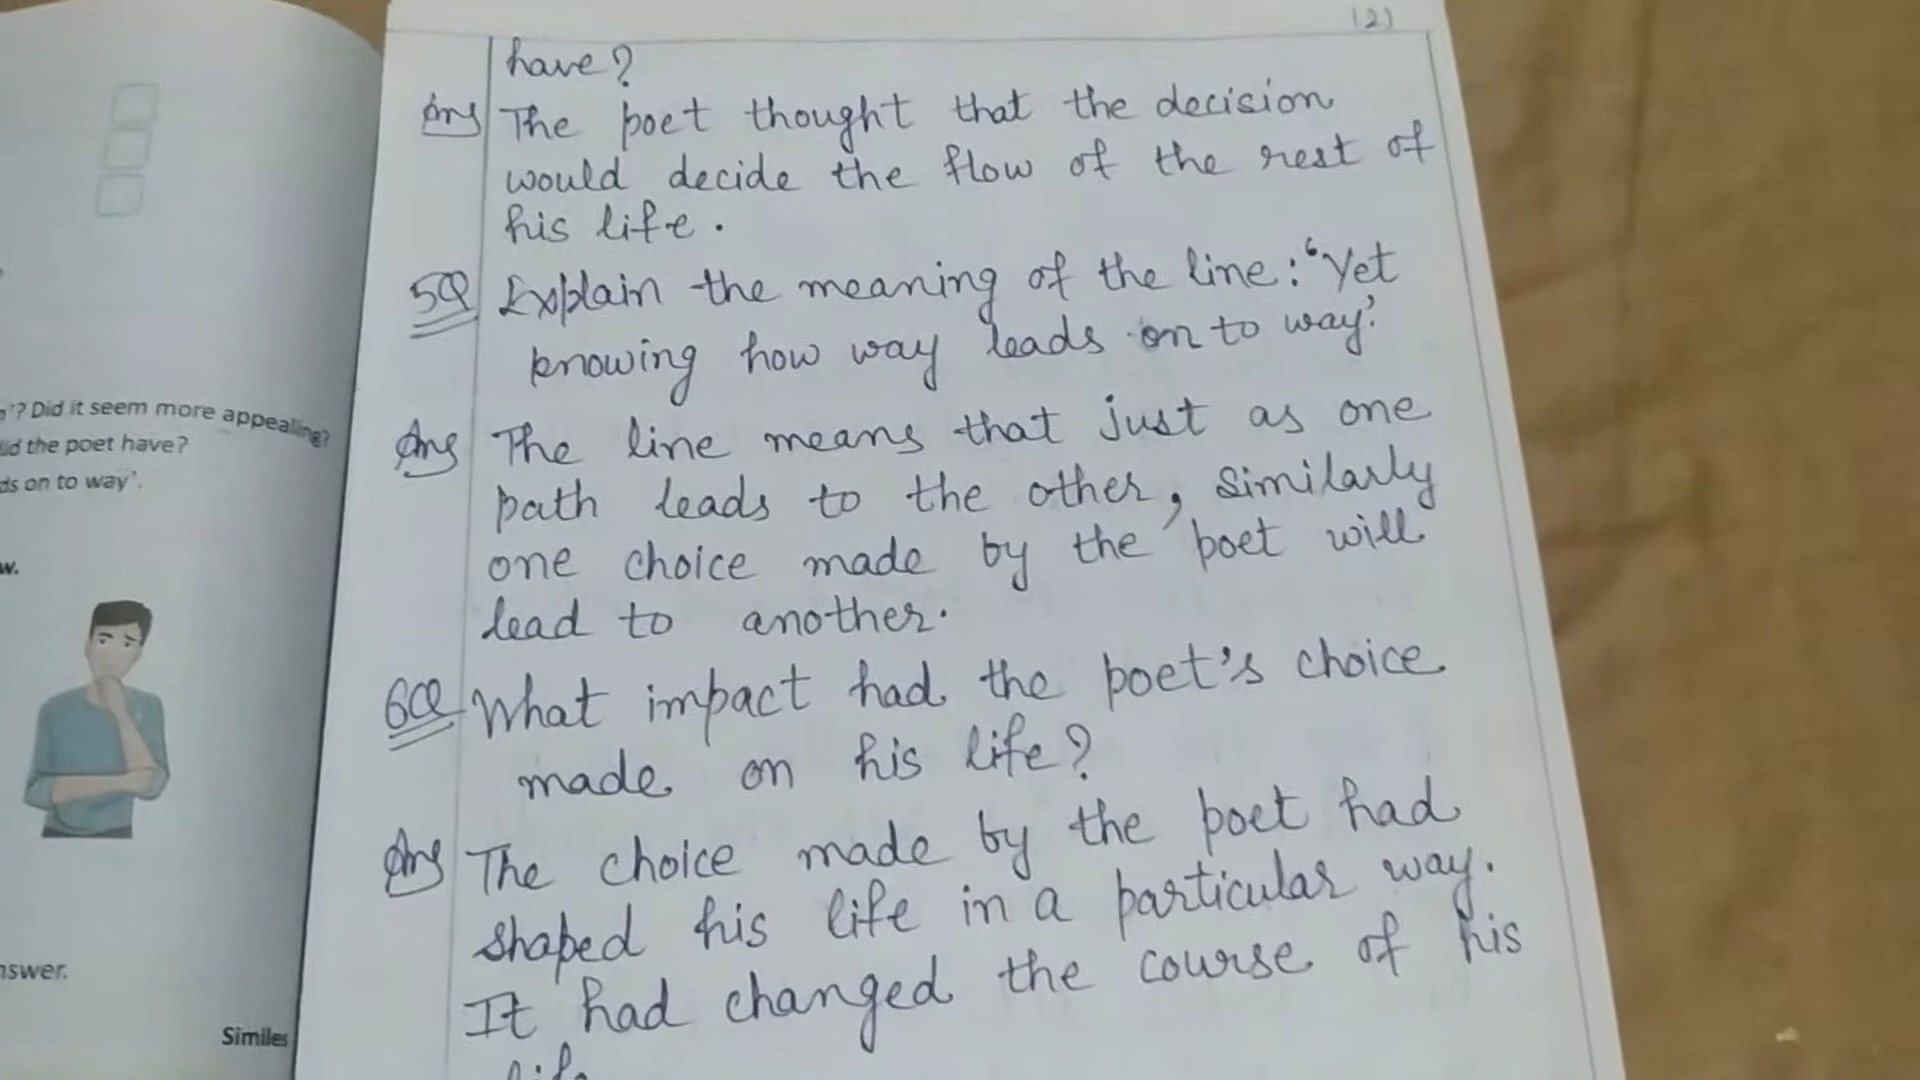 '? Did it seem more appealing?
did the poet have?
ds on to way'.
w.
nswer.
Similes
(2)
have?
Ans The poet thought that the decision
would decide the flow of the rest of
his life.
5Q Explain the meaning of the line: 'Yet
knowing how way leads on to way.'
Ans The line means that just as one
path leads to the other, similarly
one choice made by the poet will
lead to another.
6Q What impact had the poet's choice
made on his life?
Ans The choice made by the poet had
shaped his life in a particular way.
It had changed the course of his
life